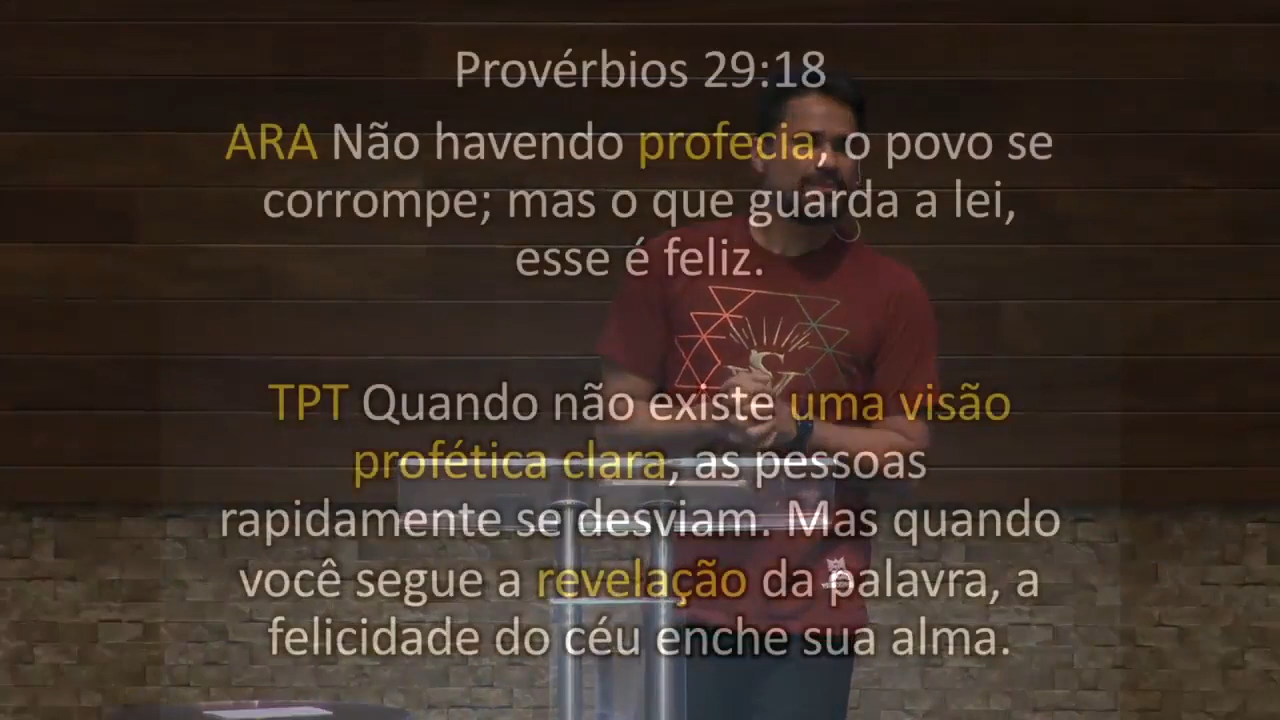 Provérbios 29:18
ARA Não havendo profecia, o povo se
corrompe; mas o que guarda a lei,
esse é feliz.
TPT Quando não existe uma visão
profética clara, as pessoas
rapidamente se desviam. Mas quando
você segue a revelação da palavra, a
felicidade do céu enche sua alma.